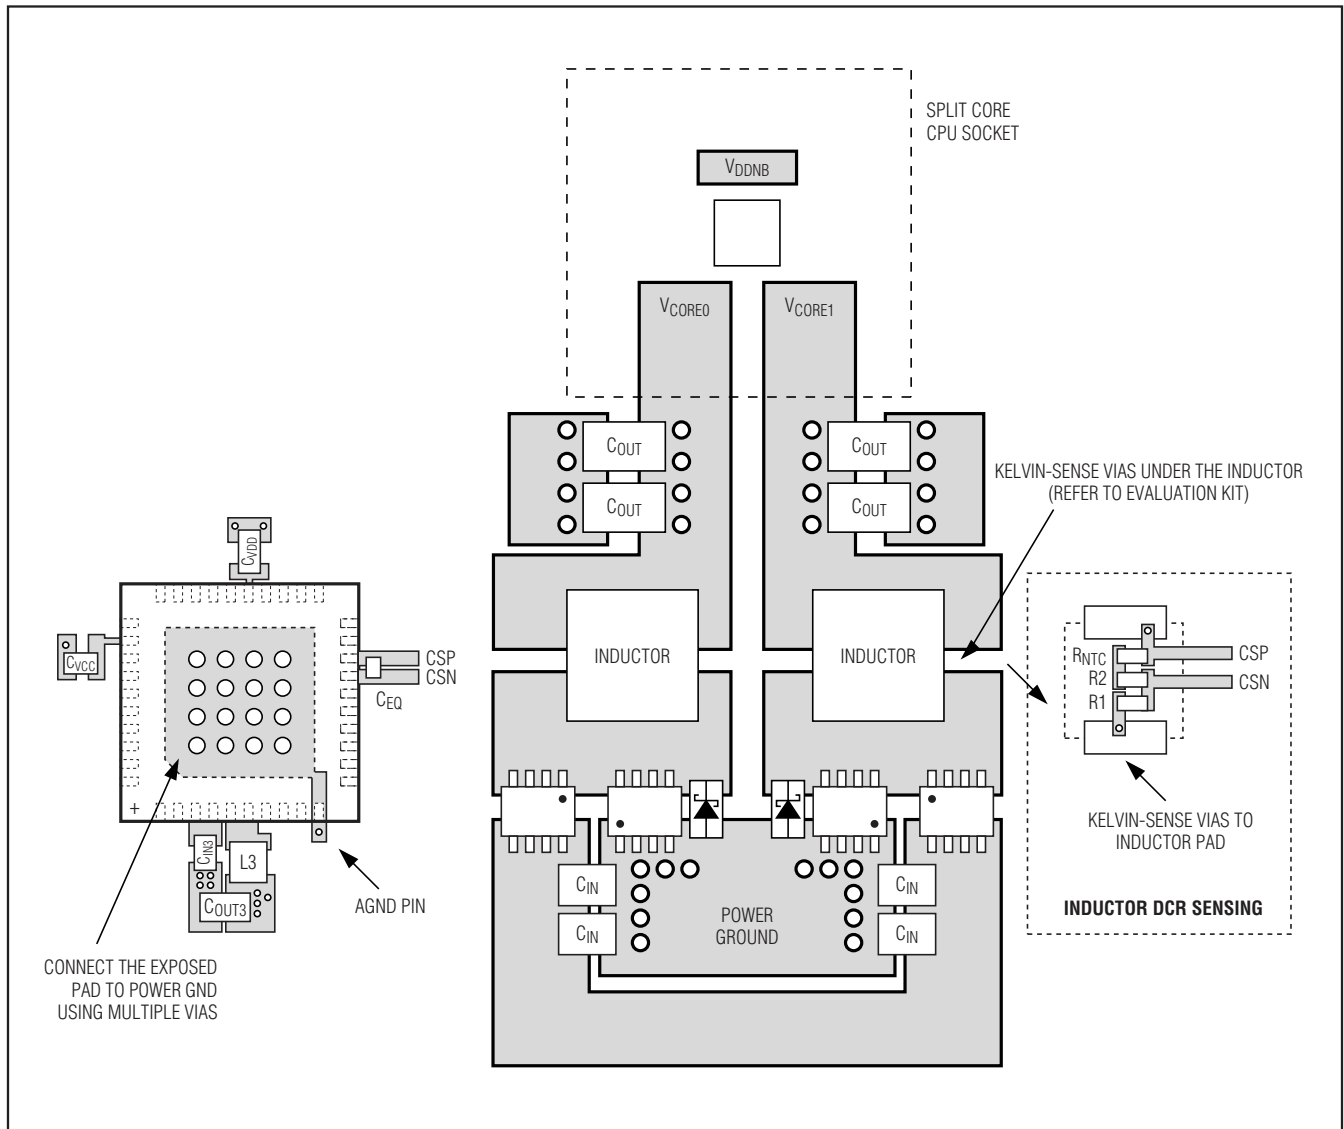 SPLIT CORE
CPU SOCKET
VDDNB
VCORE0
VCORE1
COUT
COUT
COUT
COUT
KELVIN-SENSE VIAS UNDER THE INDUCTOR
(REFER TO EVALUATION KIT)
CVDD
CVCC
CSP
CSN
CEQ
INDUCTOR
INDUCTOR
RNTC
R2
R1
CSP
CSN
+
CIN3
L3
COUT3
AGND PIN
CIN
CIN
CIN
CIN
POWER
GROUND
KELVIN-SENSE VIAS TO
INDUCTOR PAD
INDUCTOR DCR SENSING
CONNECT THE EXPOSED
PAD TO POWER GND
USING MULTIPLE VIAS